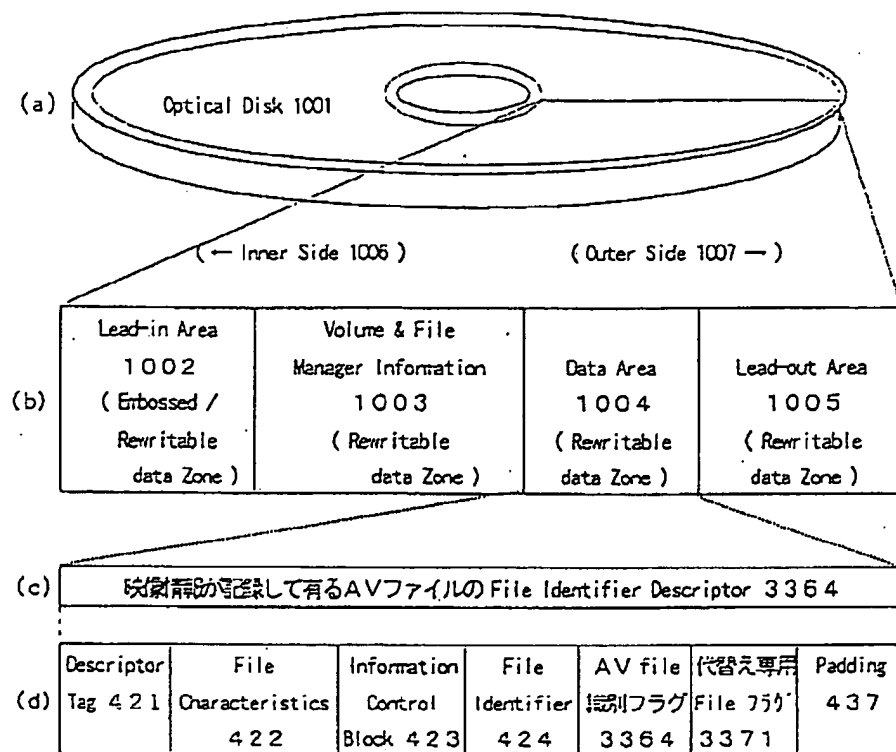 (a)
Optical Disk 1001
( ← Inner Side 1006 )
( Outer Side 1007 → )
(b)
Lead-in Area
1002
( Embossed /
Rewritable
data Zone )
Volume & File
Manager Information
1003
( Rewritable
data Zone )
Data Area
1004
( Rewritable
data Zone )
Lead-out Area
1005
( Rewritable
data Zone )
(c)
映像情報が記録して有るAVファイルの File Identifier Descriptor 3364
(d)
Descriptor
Tag 421
File
Characteristics
422
Information
Control
Block 423
File
Identifier
424
AV file
識別フラグ
3364
代替え専用
File フラグ
3371
Padding
437